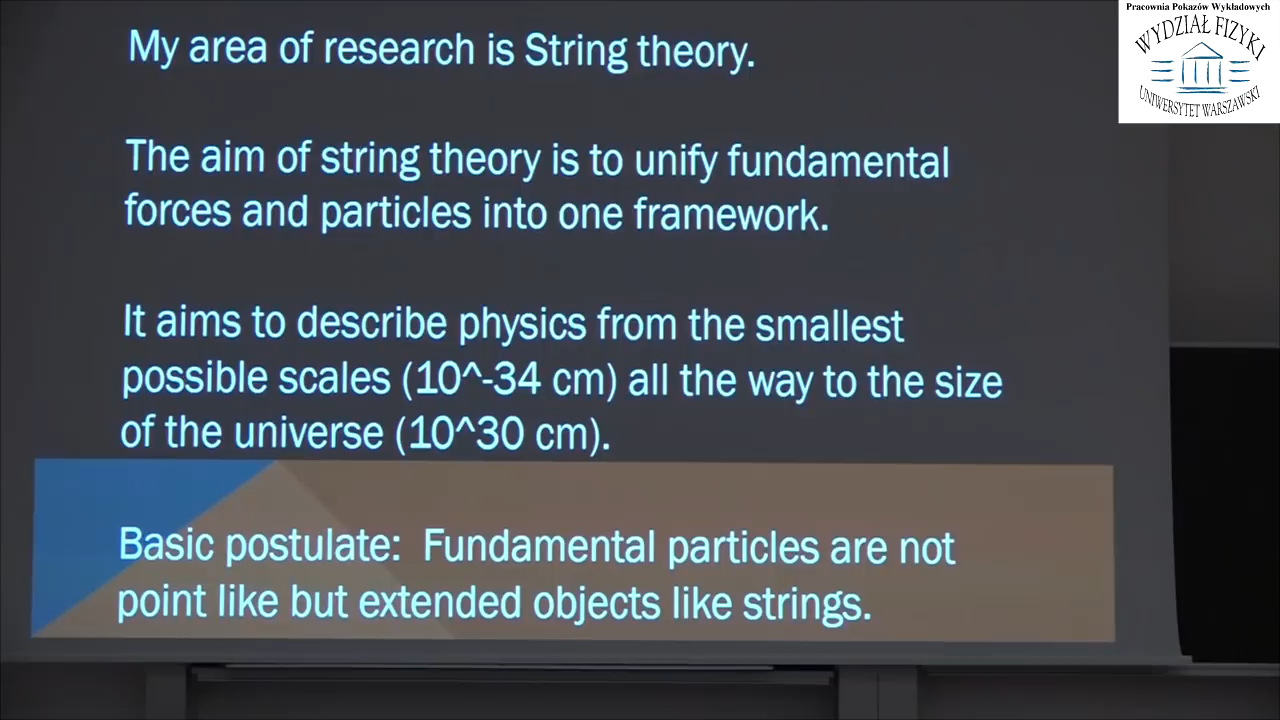 Pracownia Pokazów Wykładowych
WYDZIAŁ FIZYKI
UNIWERSYTET WARSZAWSKI
My area of research is String theory.
The aim of string theory is to unify fundamental
forces and particles into one framework.
It aims to describe physics from the smallest
possible scales (10^-34 cm) all the way to the size
of the universe (10^30 cm).
Basic postulate: Fundamental particles are not
point like but extended objects like strings.